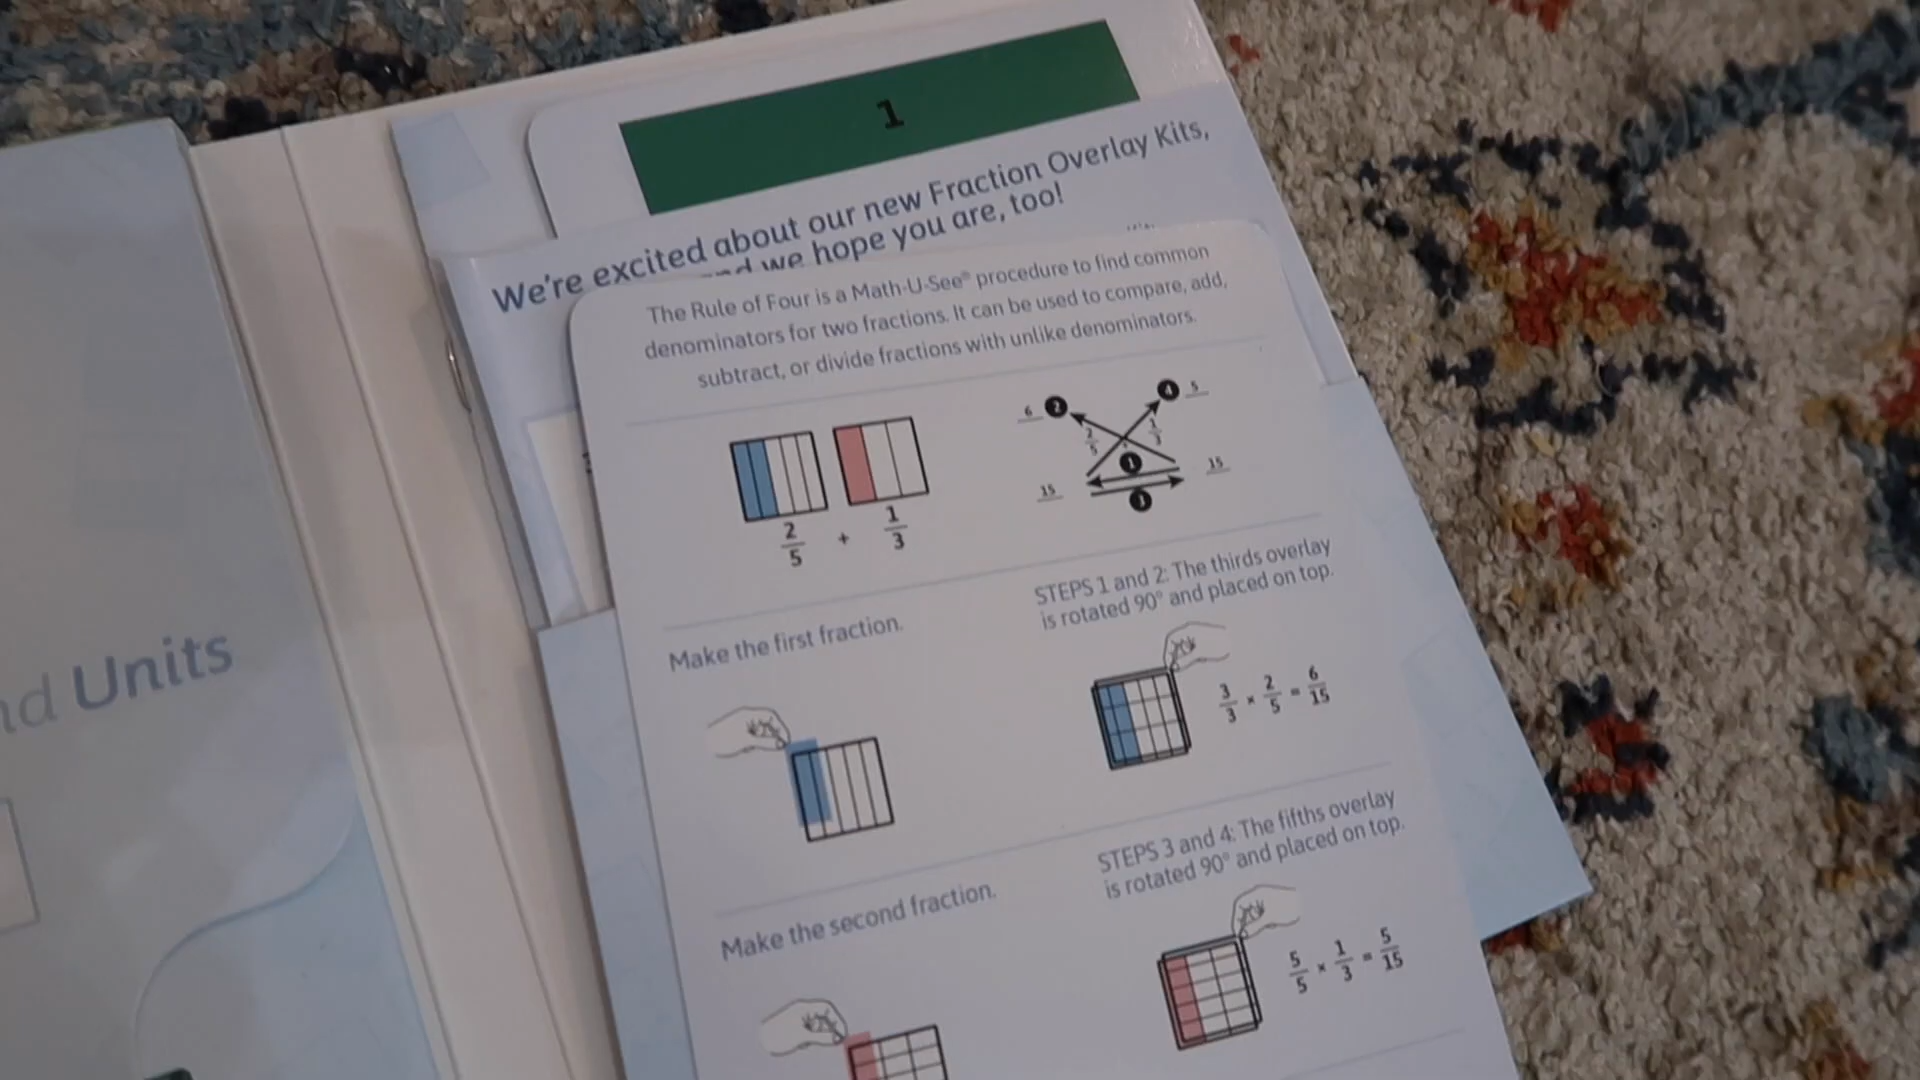 1
We're excited about our new Fraction Overlay Kits,
we hope you are, too!
The Rule of Four is a Math-U-See® procedure to find common
denominators for two fractions. It can be used to compare, add,
subtract, or divide fractions with unlike denominators.
6 2 4 5
2/5 1/3
15 1 15
3
2/5 + 1/3
STEPS 1 and 2: The thirds overlay
is rotated 90° and placed on top.
Make the first fraction.
3/3 × 2/5 = 6/15
STEPS 3 and 4: The fifths overlay
is rotated 90° and placed on top.
Make the second fraction.
5/5 × 1/3 = 5/15
Units